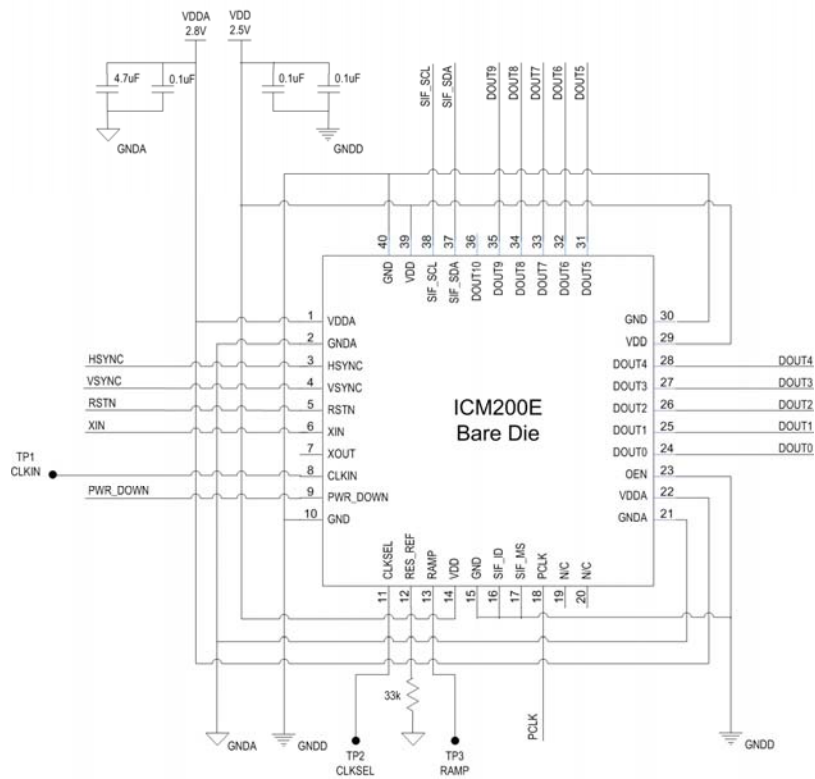 VDDA
2.8V
VDD
2.5V
4.7uF
0.1uF
0.1uF
0.1uF
GNDA
GNDD
SIF_SCL
SIF_SDA
DOUT9
DOUT8
DOUT7
DOUT6
DOUT5
40
39
38
37
36
35
34
33
32
31
GND
VDD
SIF_SCL
SIF_SDA
DOUT10
DOUT9
DOUT8
DOUT7
DOUT6
DOUT5
1 VDDA
2 GNDA
HSYNC 3 HSYNC
VSYNC 4 VSYNC
RSTN 5 RSTN
XIN 6 XIN
7 XOUT
TP1
CLKIN
8 CLKIN
PWR_DOWN 9 PWR_DOWN
10 GND
ICM200E
Bare Die
GND 30
VDD 29
DOUT4 28 DOUT4
DOUT3 27 DOUT3
DOUT2 26 DOUT2
DOUT1 25 DOUT1
DOUT0 24 DOUT0
OEN 23
VDDA 22
GNDA 21
CLKSEL
RES_REF
RAMP
VDD
GND
SIF_ID
SIF_MS
PCLK
N/C
N/C
11
12
13
14
15
16
17
18
19
20
33k
PCLK
GNDA
GNDD
TP2
CLKSEL
TP3
RAMP
GNDD